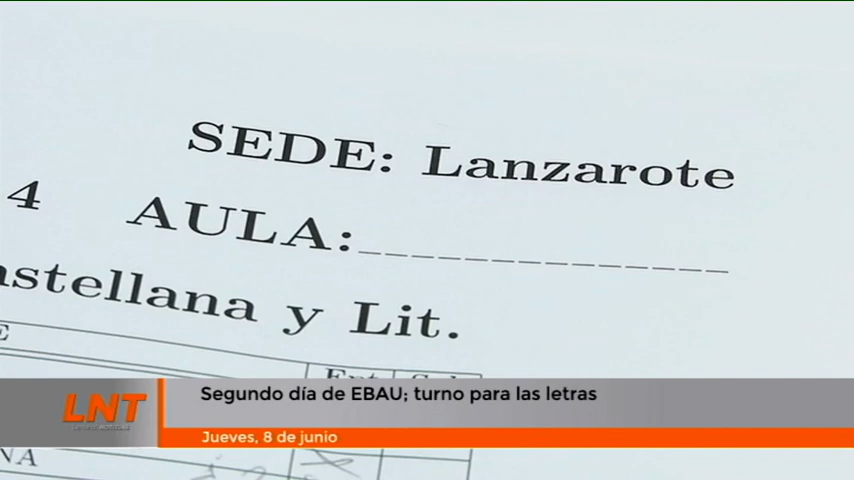 SEDE: Lanzarote
4 AULA:
astellana y Lit.
Segundo día de EBAU; turno para las letras
LNT
Jueves, 8 de junio
NA